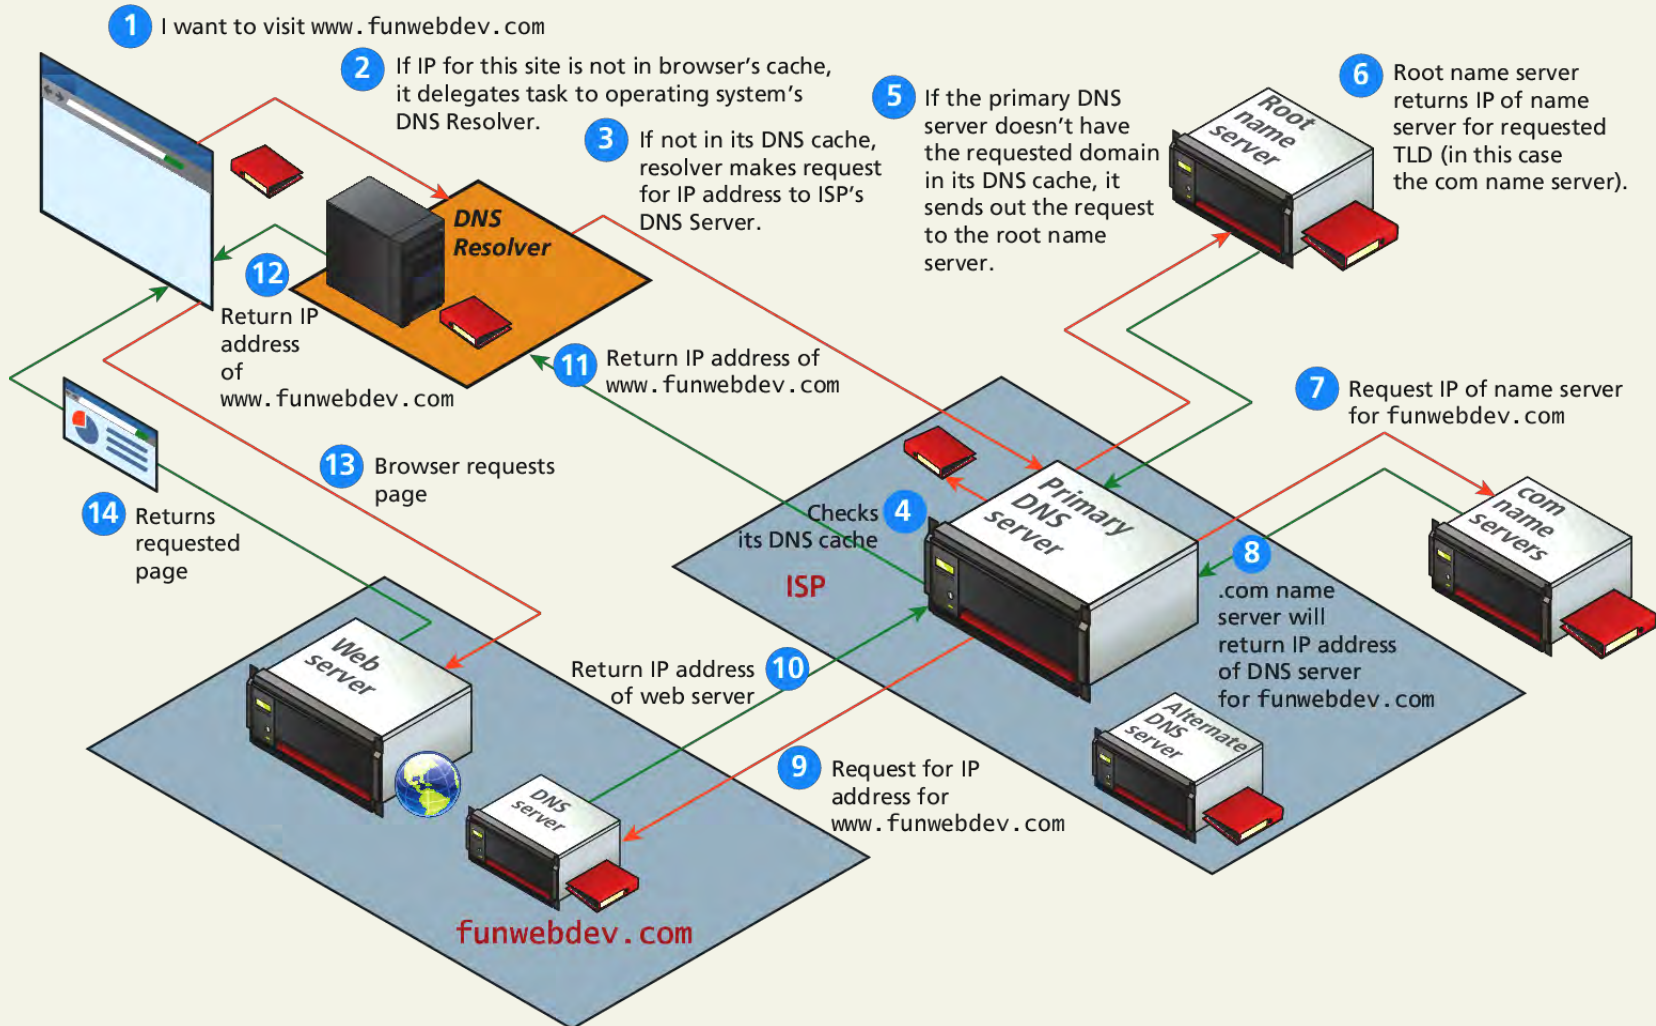 1 I want to visit www.funwebdev.com
2 If IP for this site is not in browser's cache,
it delegates task to operating system's
DNS Resolver.
3 If not in its DNS cache,
resolver makes request
for IP address to ISP's
DNS Server.
DNS
Resolver
5 If the primary DNS
server doesn't have
the requested domain
in its DNS cache, it
sends out the request
to the root name
server.
Root
name
server
6 Root name server
returns IP of name
server for requested
TLD (in this case
the com name server).
12
Return IP
address
of
www.funwebdev.com
11 Return IP address of
www.funwebdev.com
7 Request IP of name server
for funwebdev.com
13 Browser requests
page
14 Returns
requested
page
Checks 4
its DNS cache
ISP
Primary
DNS
server
com
name
servers
8
.com name
server will
return IP address
of DNS server
for funwebdev.com
Web
server
Return IP address 10
of web server
Alternate
DNS
server
9 Request for IP
address for
www.funwebdev.com
DNS
server
funwebdev.com